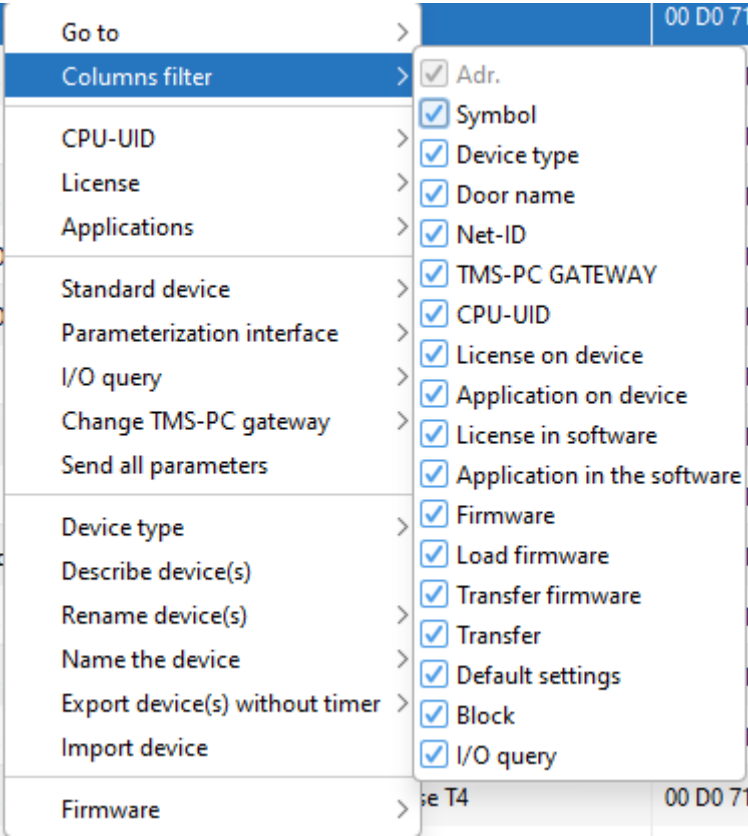 00 D0 71
Go to
Columns filter
CPU-UID
License
Applications
Standard device
Parameterization interface
I/O query
Change TMS-PC gateway
Send all parameters
Device type
Describe device(s)
Rename device(s)
Name the device
Export device(s) without timer
Import device
Firmware
Adr.
Symbol
Device type
Door name
Net-ID
TMS-PC GATEWAY
CPU-UID
License on device
Application on device
License in software
Application in the software
Firmware
Load firmware
Transfer firmware
Transfer
Default settings
Block
I/O query
se T4
00 D0 71